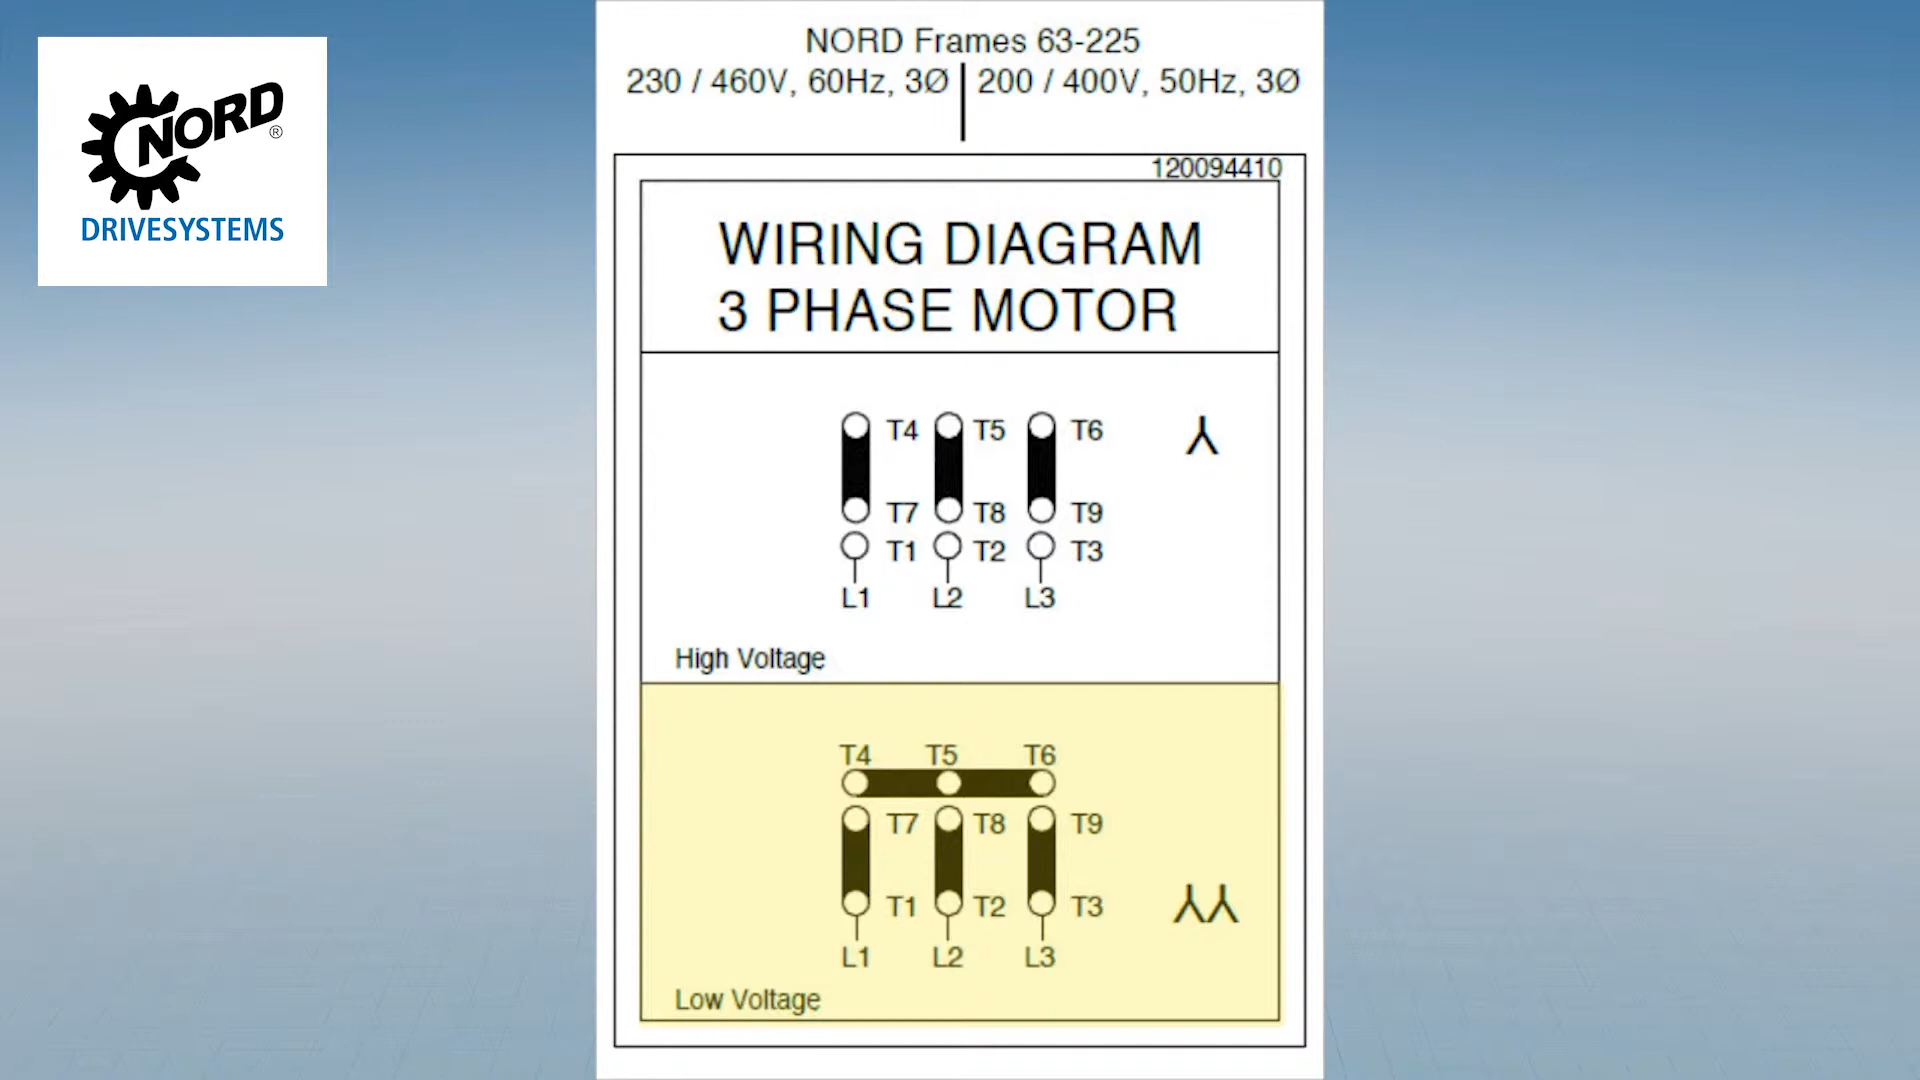 NORD®
DRIVESYSTEMS
NORD Frames 63-225
230 / 460V, 60Hz, 3Ø | 200 / 400V, 50Hz, 3Ø
120094410
WIRING DIAGRAM
3 PHASE MOTOR
T4 T5 T6
T7 T8 T9
T1 T2 T3
L1 L2 L3
High Voltage
T4 T5 T6
T7 T8 T9
T1 T2 T3
L1 L2 L3
Low Voltage